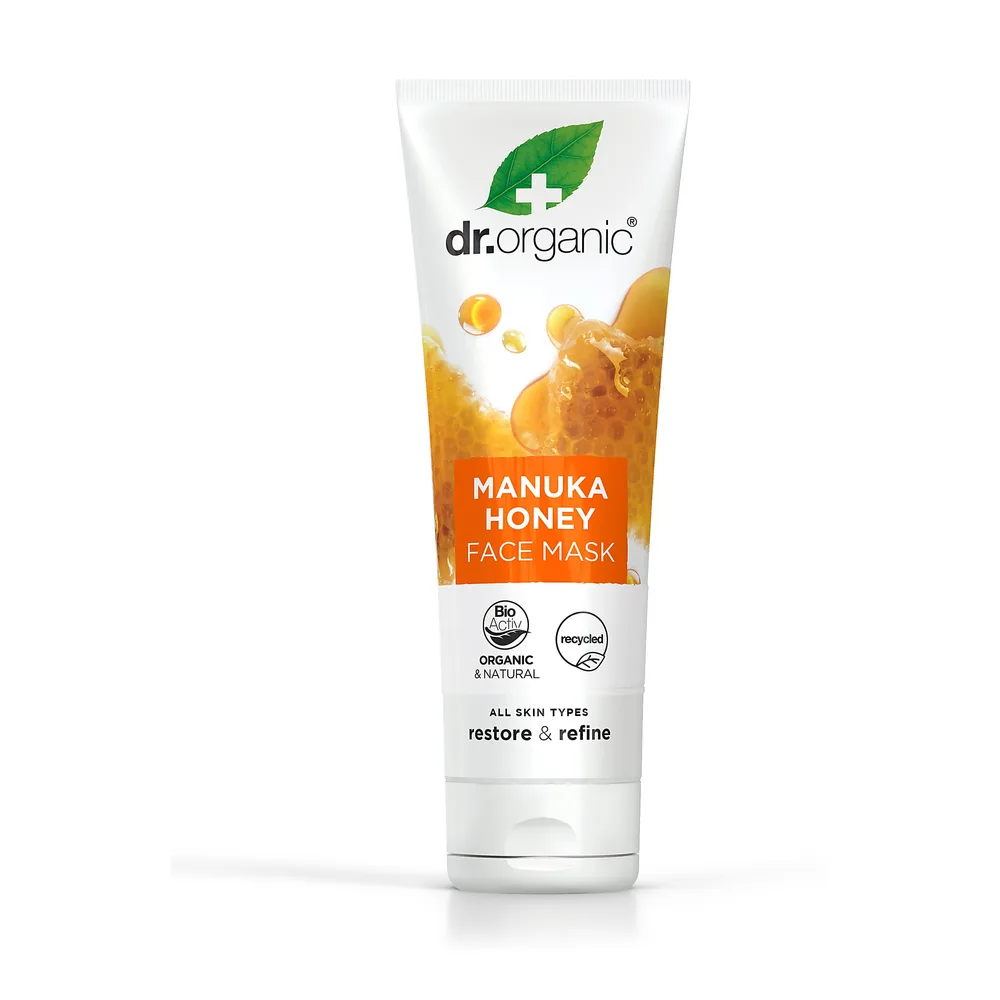 dr.organic®
MANUKA
HONEY
FACE MASK
Bio
Activ
ORGANIC
& NATURAL
recycled
ALL SKIN TYPES
restore & refine